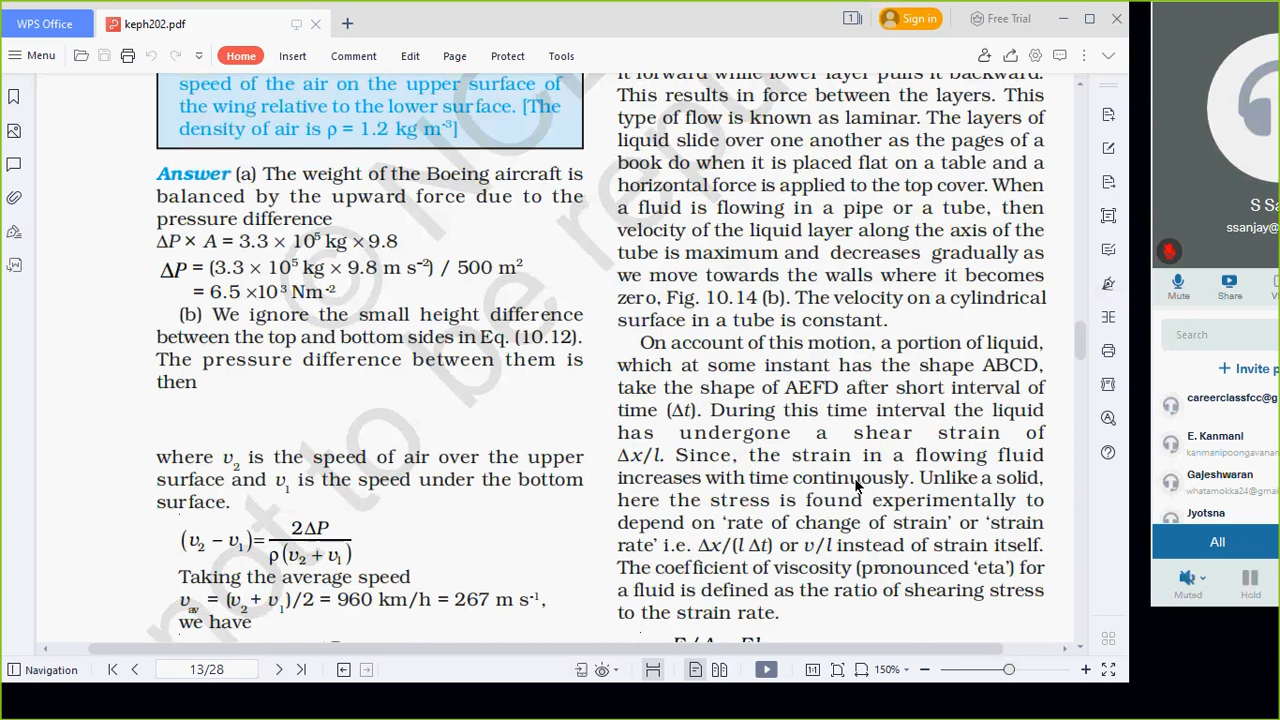 WPS Office
keph202.pdf
Sign in
Free Trial
Menu
Home
Insert
Comment
Edit
Page
Protect
Tools
speed of the air on the upper surface of
the wing relative to the lower surface. [The
density of air is ρ = 1.2 kg m⁻³]
Answer (a) The weight of the Boeing aircraft is
balanced by the upward force due to the
pressure difference
ΔP × A = 3.3 × 10⁵ kg × 9.8
ΔP = (3.3 × 10⁵ kg × 9.8 m s⁻²) / 500 m²
= 6.5 ×10³ Nm⁻²
(b) We ignore the small height difference
between the top and bottom sides in Eq. (10.12).
The pressure difference between them is
then
where v₂ is the speed of air over the upper
surface and v₁ is the speed under the bottom
surface.
(v₂ − v₁) = 2ΔP / ρ(v₂ + v₁)
Taking the average speed
vₐᵥ = (v₂ + v₁)/2 = 960 km/h = 267 m s⁻¹,
we have
it forward while lower layer pulls it backward.
This results in force between the layers. This
type of flow is known as laminar. The layers of
liquid slide over one another as the pages of a
book do when it is placed flat on a table and a
horizontal force is applied to the top cover. When
a fluid is flowing in a pipe or a tube, then
velocity of the liquid layer along the axis of the
tube is maximum and decreases gradually as
we move towards the walls where it becomes
zero, Fig. 10.14 (b). The velocity on a cylindrical
surface in a tube is constant.
On account of this motion, a portion of liquid,
which at some instant has the shape ABCD,
take the shape of AEFD after short interval of
time (Δt). During this time interval the liquid
has undergone a shear strain of
Δx/l. Since, the strain in a flowing fluid
increases with time continuously. Unlike a solid,
here the stress is found experimentally to
depend on ‘rate of change of strain’ or ‘strain
rate’ i.e. Δx/(l Δt) or v/l instead of strain itself.
The coefficient of viscosity (pronounced ‘eta’) for
a fluid is defined as the ratio of shearing stress
to the strain rate.
not to be
Navigation
13/28
150%
S Sa
ssanjay@
Mute
Share
Search
+ Invite p
careerclassfcc@g
E. Kanmani
kanmanipoongavanan
Gajeshwaran
whatamokka24@gmai
Jyotsna
All
Muted
Hold